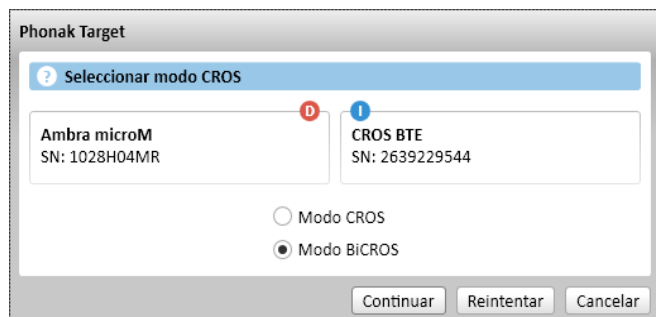 Phonak Target
? Seleccionar modo CROS
D
Ambra microM
SN: 1028H04MR
I
CROS BTE
SN: 2639229544
Modo CROS
Modo BiCROS
Continuar Reintentar Cancelar